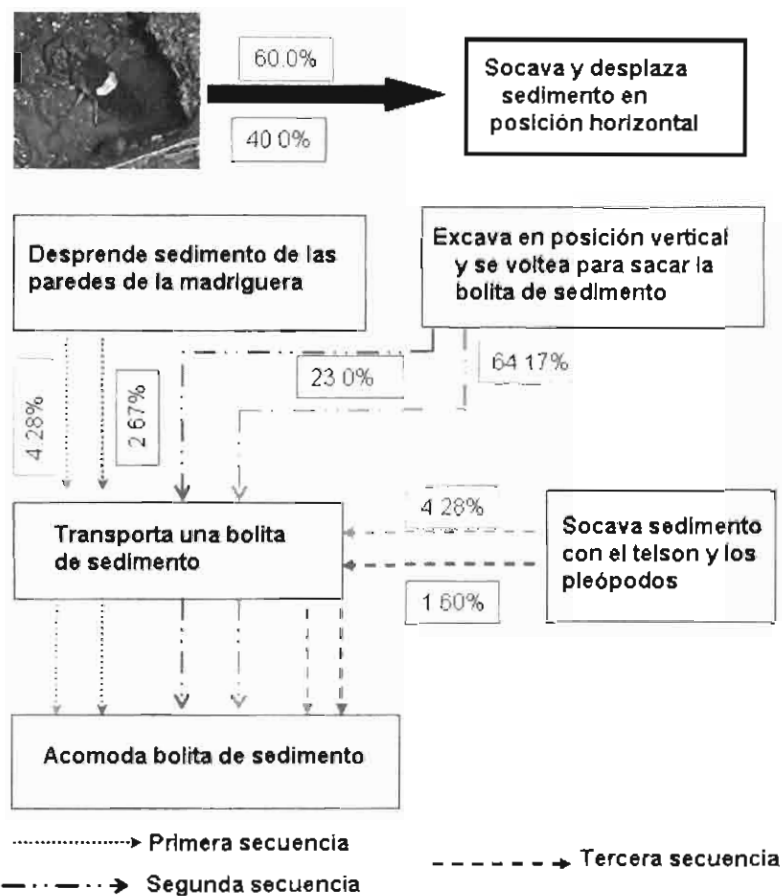 60.0%
40 0%
Socava y desplaza
sedimento en
posición horizontal
Desprende sedimento de las
paredes de la madriguera
Excava en posición vertical
y se voltea para sacar la
bolita de sedimento
4.28%
2 67%
23 0%
64 17%
Transporta una bolita
de sedimento
4 28%
1 60%
Socava sedimento
con el telson y los
pleópodos
Acomoda bolita de sedimento
Primera secuencia
Segunda secuencia
Tercera secuencia